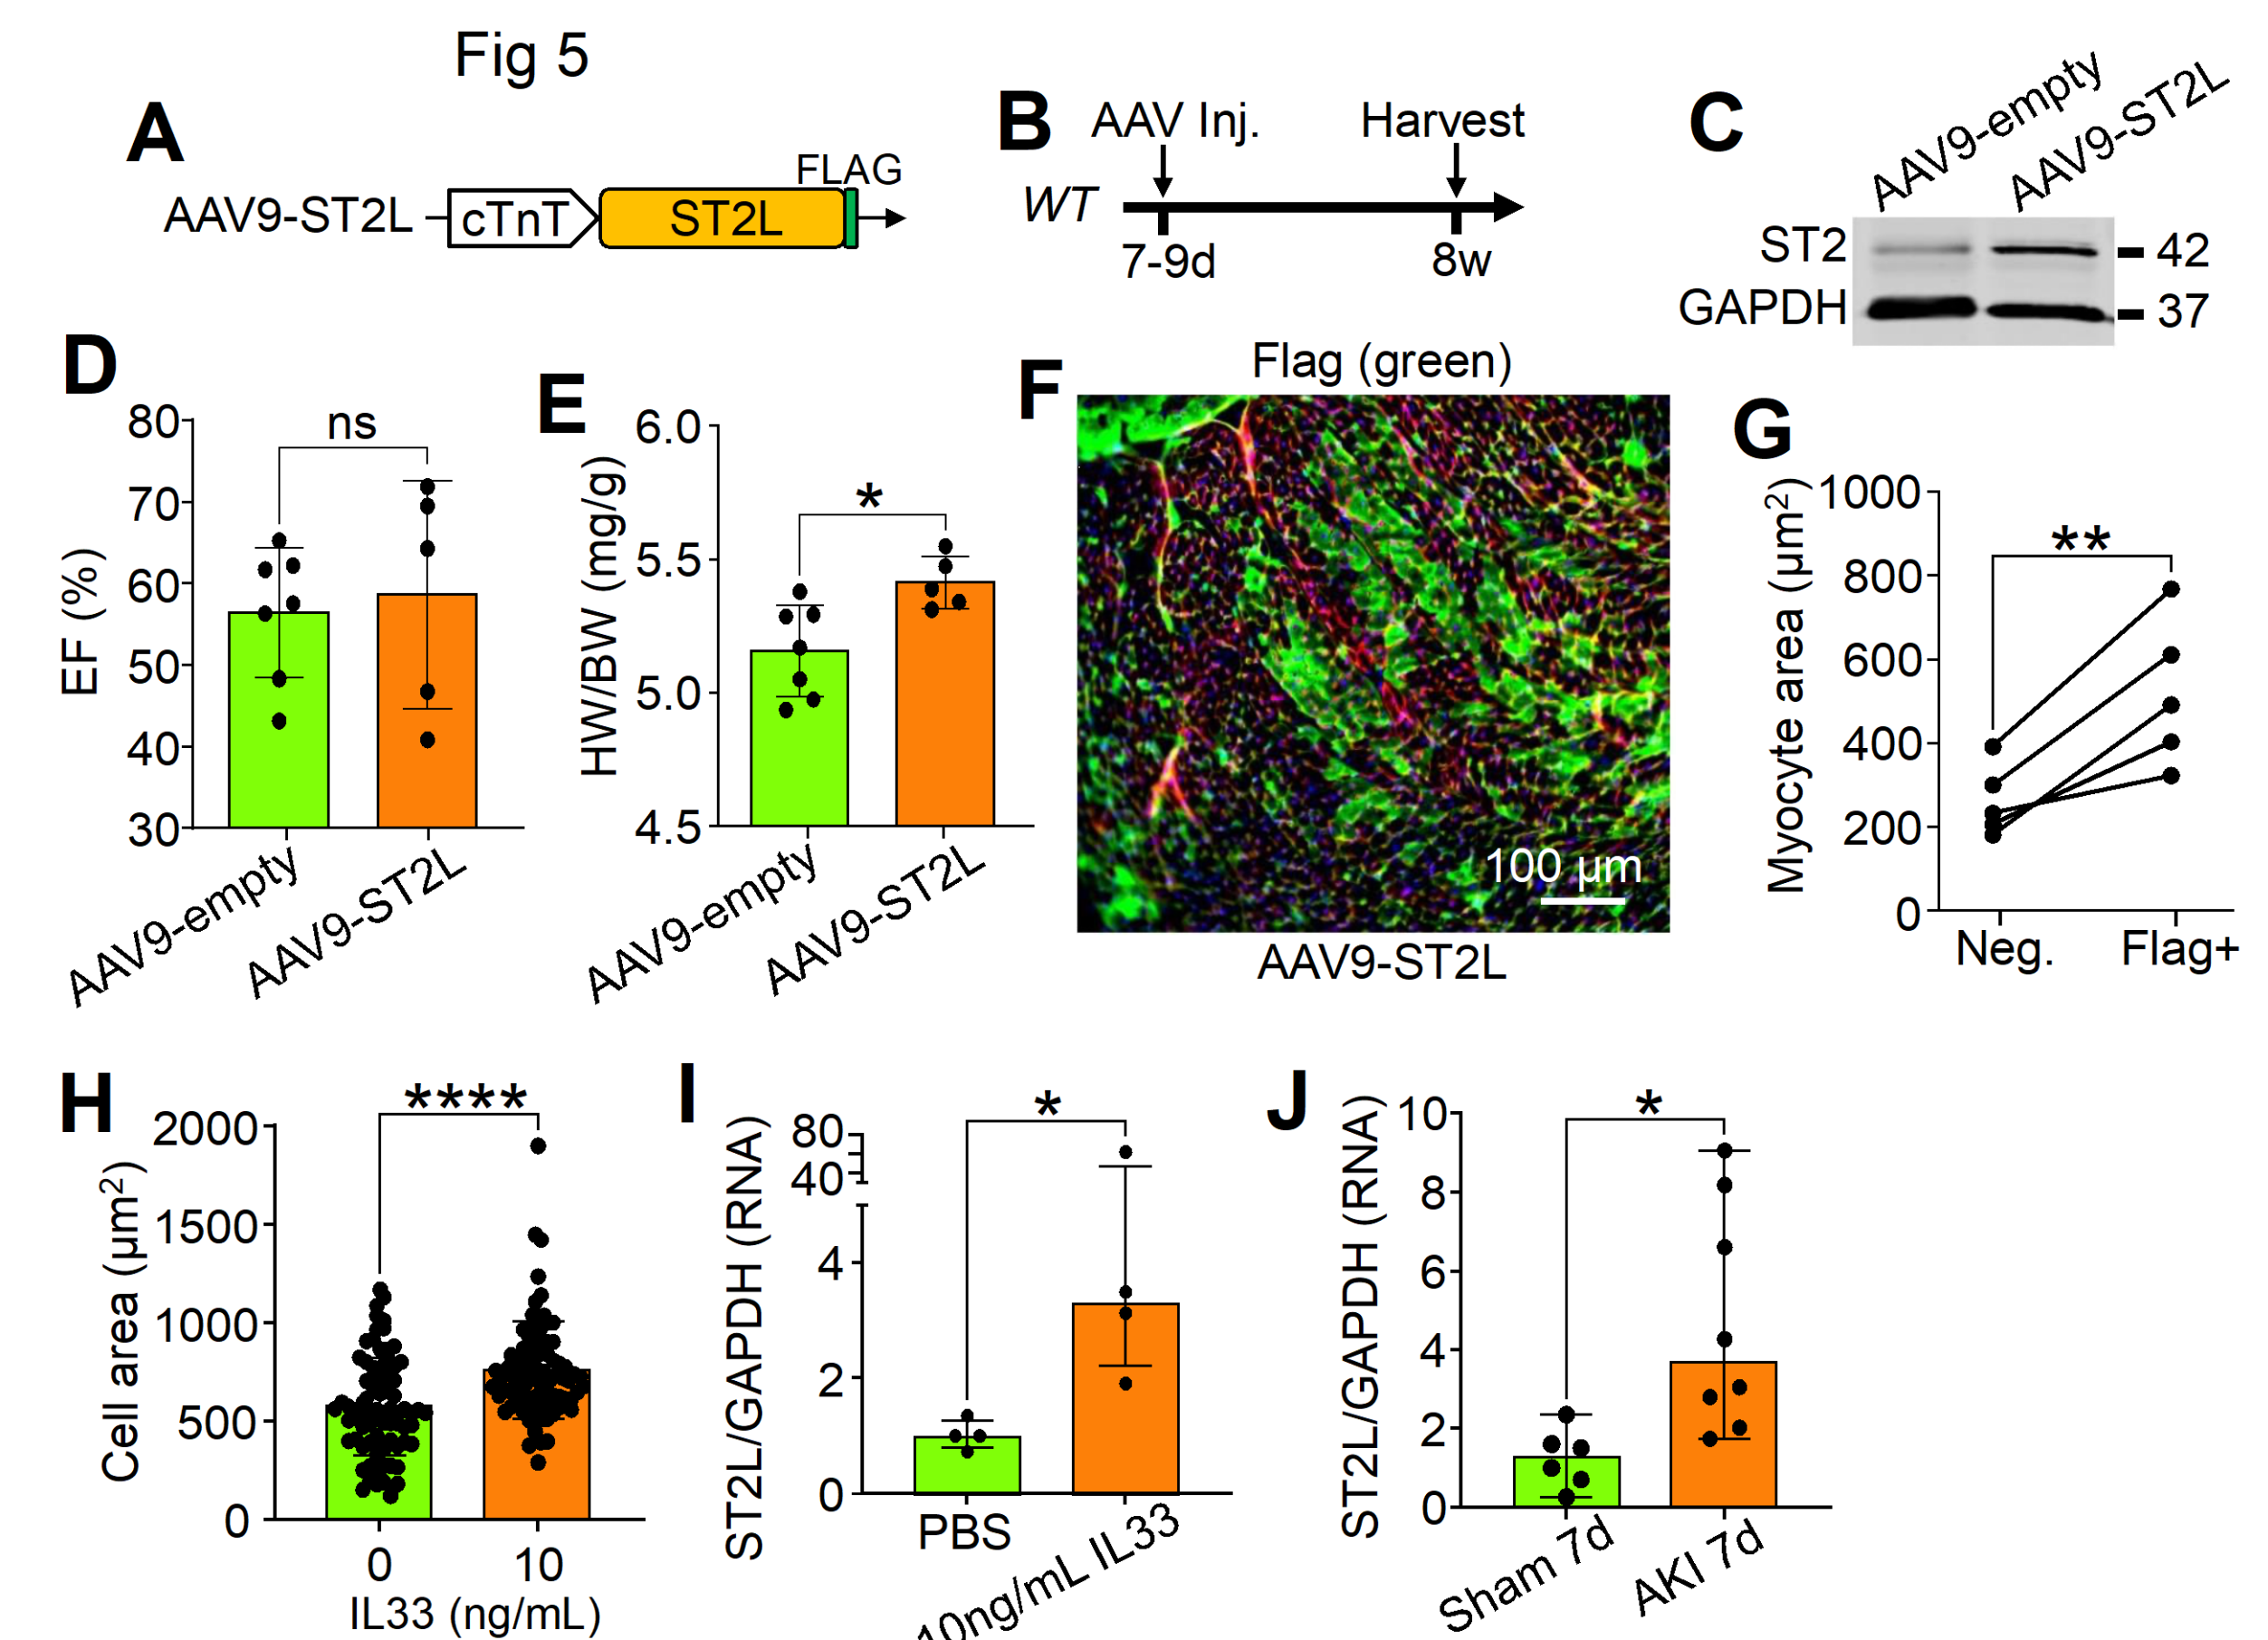 Fig 5
A
AAV9-ST2L
cTnT
ST2L
FLAG
B
AAV Inj.
Harvest
WT
7-9d
8w
C
AAV9-empty
AAV9-ST2L
ST2
42
GAPDH
37
D
EF (%)
80
70
60
50
40
30
ns
AAV9-empty
AAV9-ST2L
E
HW/BW (mg/g)
6.0
5.5
5.0
4.5
*
AAV9-empty
AAV9-ST2L
F
Flag (green)
100 µm
AAV9-ST2L
G
Myocyte area (µm²)
1000
800
600
400
200
0
**
Neg.
Flag+
H
Cell area (µm²)
2000
1500
1000
500
0
****
0
10
IL33 (ng/mL)
I
ST2L/GAPDH (RNA)
80
40
4
2
0
*
PBS
10ng/mL IL33
J
ST2L/GAPDH (RNA)
10
8
6
4
2
0
*
Sham 7d
AKI 7d